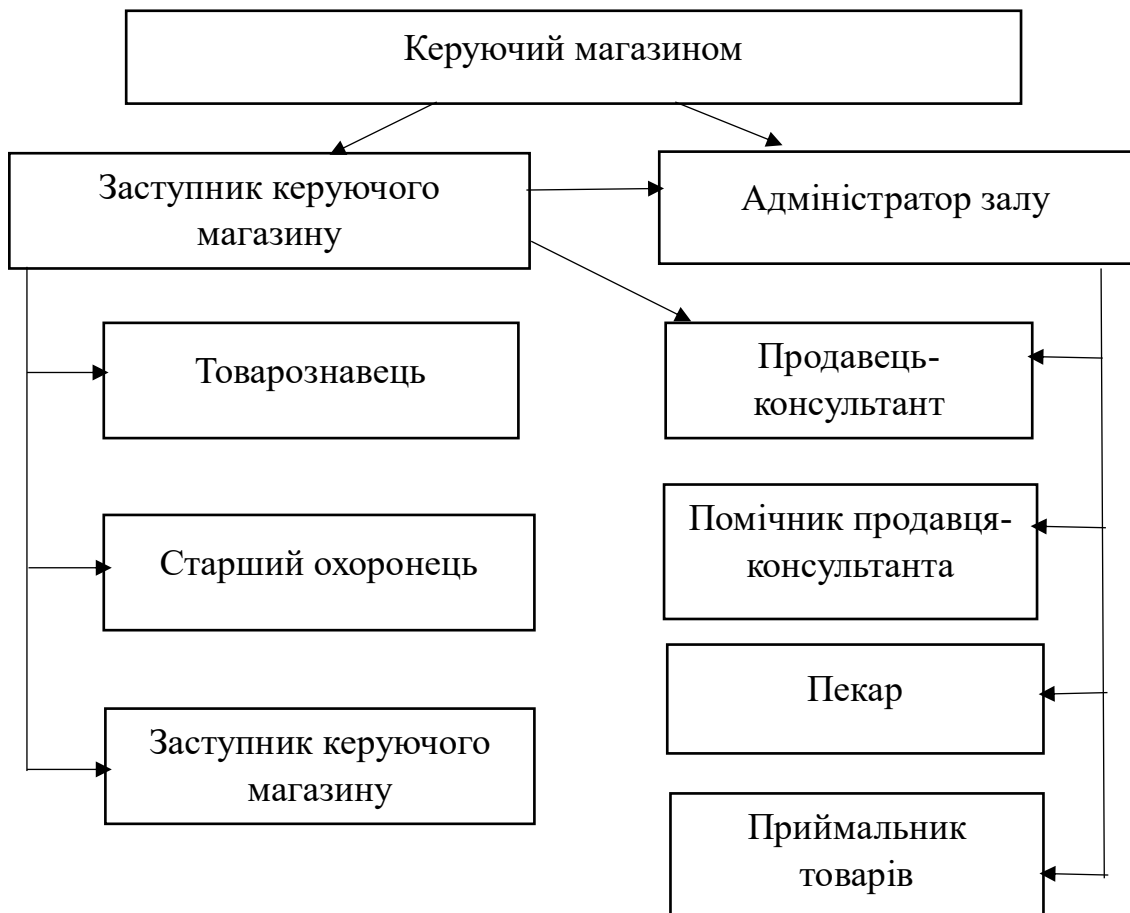 Керуючий магазином
Заступник керуючого
магазину
Адміністратор залу
Товарознавець
Продавець-
консультант
Старший охоронець
Помічник продавця-
консультанта
Пекар
Заступник керуючого
магазину
Приймальник
товарів